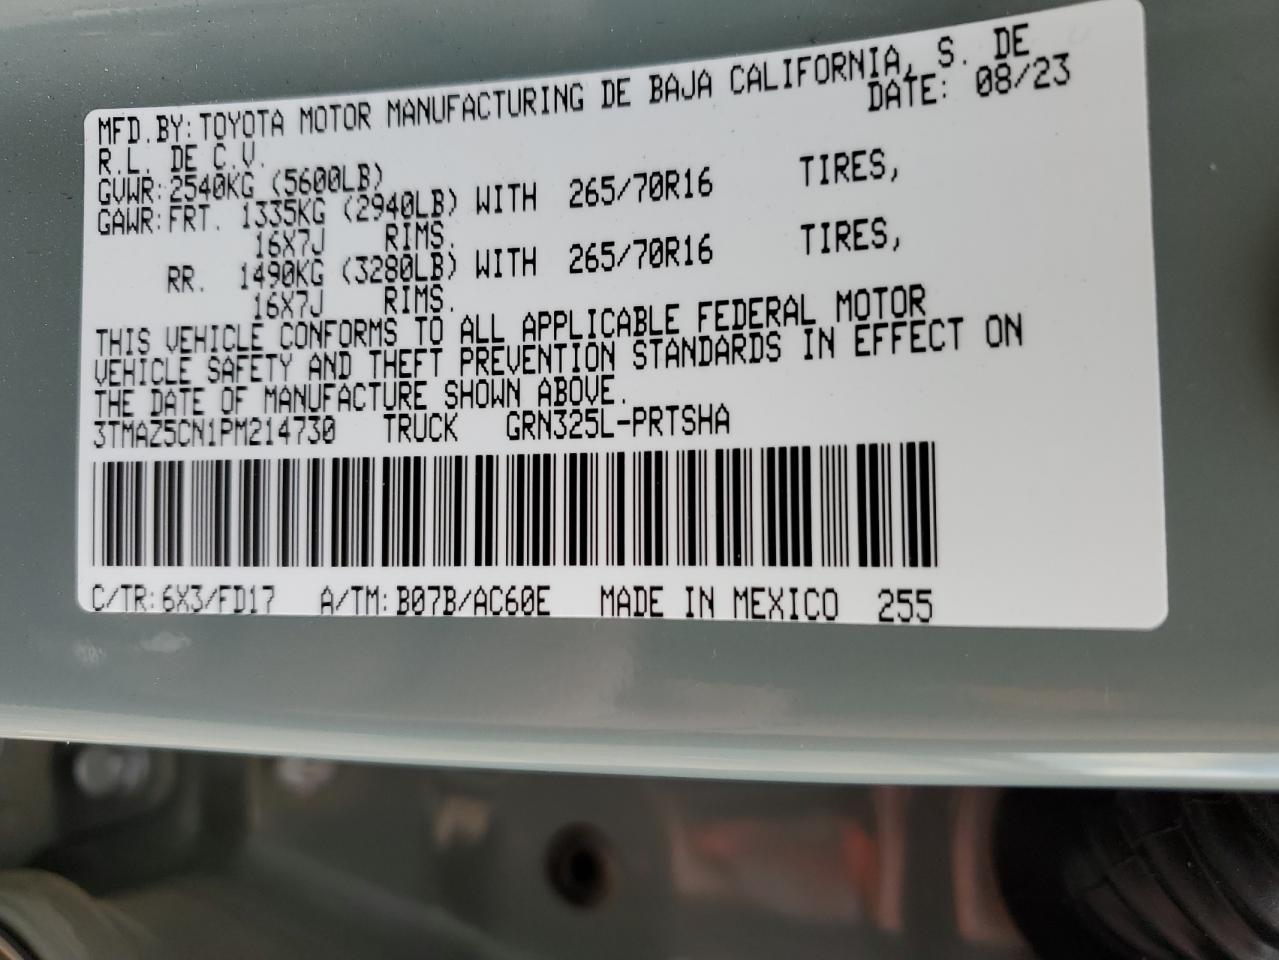 MFD.BY:TOYOTA MOTOR MANUFACTURING DE BAJA CALIFORNIA, S. DE
R.L. DE C.V. DATE: 08/23
GVWR:2540KG (5600LB)
GAWR:FRT. 1335KG (2940LB) WITH 265/70R16 TIRES,
16X7J RIMS.
RR. 1490KG (3280LB) WITH 265/70R16 TIRES,
16X7J RIMS.
THIS VEHICLE CONFORMS TO ALL APPLICABLE FEDERAL MOTOR
VEHICLE SAFETY AND THEFT PREVENTION STANDARDS IN EFFECT ON
THE DATE OF MANUFACTURE SHOWN ABOVE.
3TMAZ5CN1PM214730 TRUCK GRN325L-PRTSHA
C/TR:6X3/FD17 A/TM:B07B/AC60E MADE IN MEXICO 255